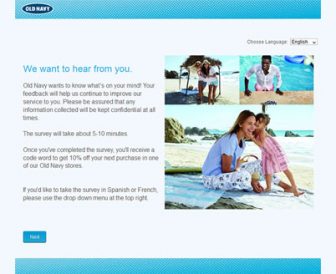 OLD NAVY
Choose Language: English
We want to hear from you.
Old Navy wants to know what's on your mind! Your
feedback will help us continue to improve our
service to you. Please be assured that any
information collected will be kept confidential at all
times.
The survey will take about 5-10 minutes.
Once you've completed the survey, you'll receive a
code word to get 10% off your next purchase in one
of our Old Navy stores.
If you'd like to take the survey in Spanish or French,
please use the drop down menu at the top right.
Next